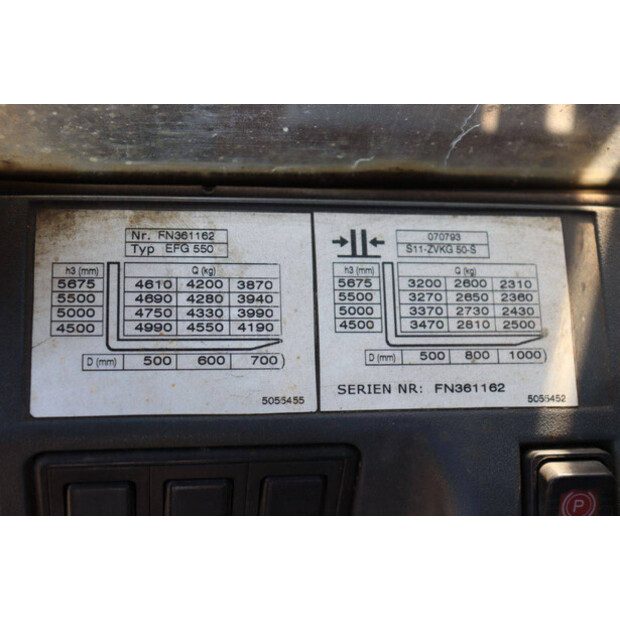 Nr. FN361162
Typ EFG 550
h3 (mm) Q (kg)
5675 4610 4200 3870
5500 4690 4280 3940
5000 4750 4330 3990
4500 4990 4550 4190
D (mm) 500 600 700
5055455
070793
S11-ZVKG 50-S
h3 (mm) Q (kg)
5675 3200 2600 2310
5500 3270 2650 2360
5000 3370 2730 2430
4500 3470 2810 2500
D (mm) 500 800 1000
SERIEN NR: FN361162
5055452
P